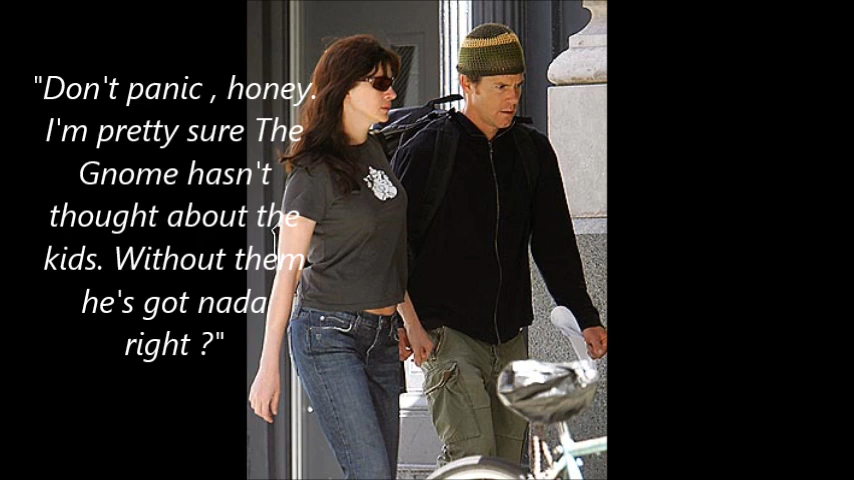 "Don't panic , honey.
I'm pretty sure The
Gnome hasn't
thought about the
kids. Without them
he's got nada
right ?"